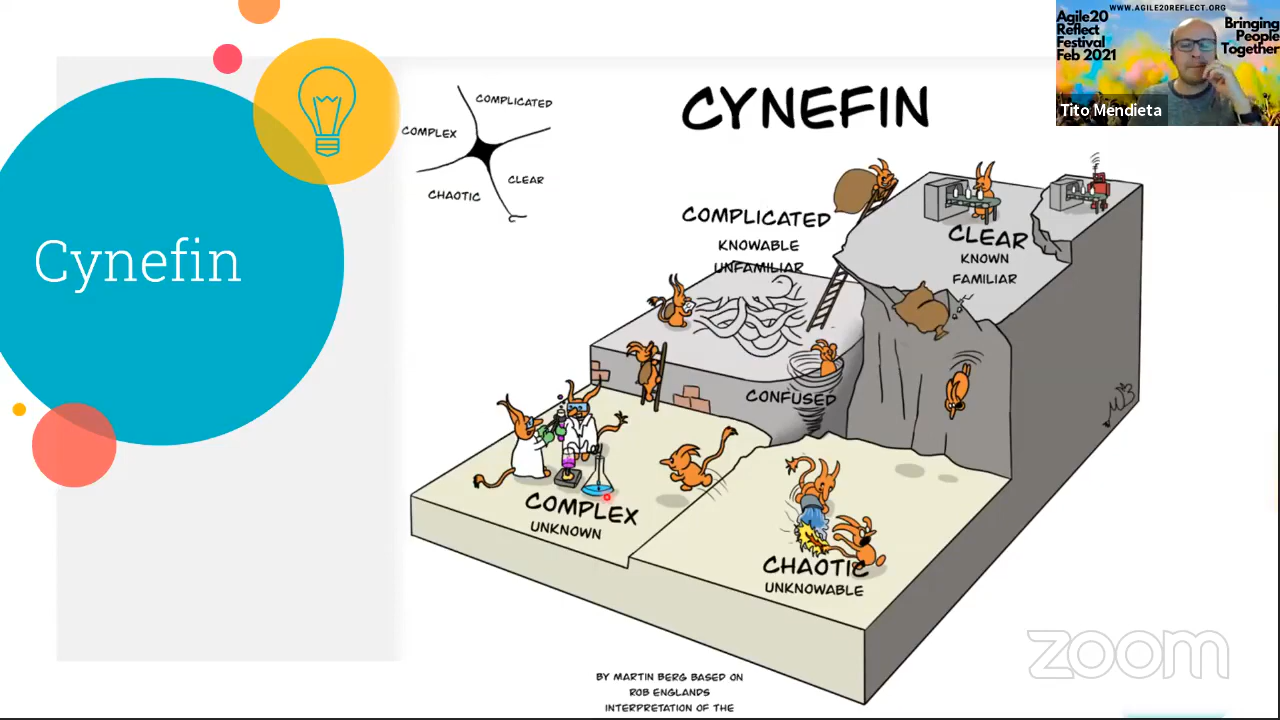 Cynefin
COMPLICATED
COMPLEX
CLEAR
CHAOTIC
CYNEFIN
COMPLICATED
KNOWABLE
UNFAMILIAR
CLEAR
KNOWN
FAMILIAR
CONFUSED
COMPLEX
UNKNOWN
CHAOTIC
UNKNOWABLE
BY MARTIN BERG BASED ON
ROB ENGLANDS
INTERPRETATION OF THE
WWW.AGILE20REFLECT.ORG
Agile20
Reflect
Festival
Feb 2021
Bringing
People
Together
Tito Mendieta
zoom